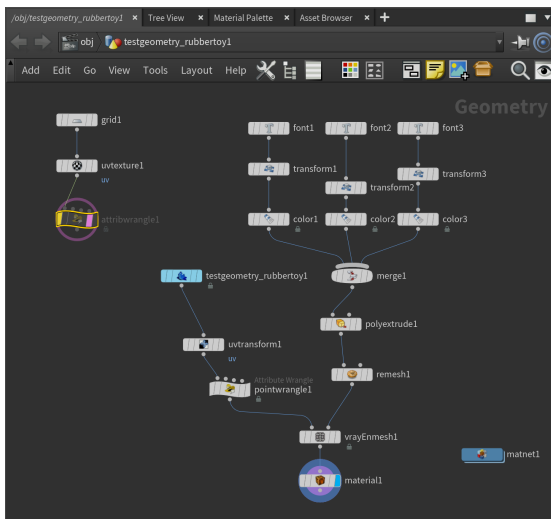 /obj/testgeometry_rubbertoy1 × Tree View × Material Palette × Asset Browser × +
obj testgeometry_rubbertoy1
Add Edit Go View Tools Layout Help
Geometry
grid1
font1 font2 font3
uvtexture1
uv
transform1
transform2
transform3
attribwrangle1
color1 color2 color3
testgeometry_rubbertoy1
merge1
polyextrude1
uvtransform1
uv
remesh1
Attribute Wrangle
pointwrangle1
vrayEnmesh1
matnet1
material1